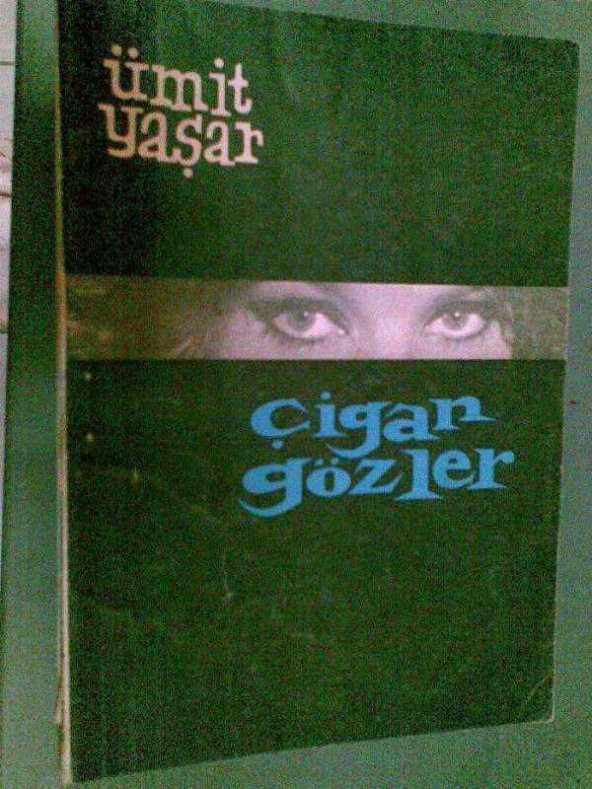 ümit
yaşar
çigan
gözler